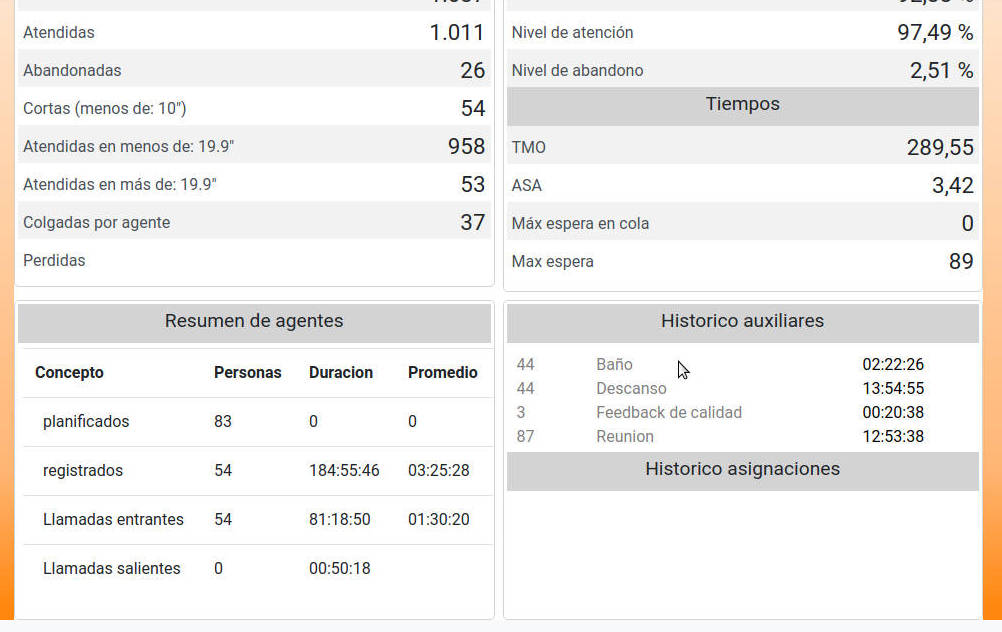 Atendidas 1.011
Abandonadas 26
Cortas (menos de: 10") 54
Atendidas en menos de: 19.9" 958
Atendidas en más de: 19.9" 53
Colgadas por agente 37
Perdidas
Nivel de atención 97,49 %
Nivel de abandono 2,51 %
Tiempos
TMO 289,55
ASA 3,42
Máx espera en cola 0
Max espera 89
Resumen de agentes
Concepto Personas Duracion Promedio
planificados 83 0 0
registrados 54 184:55:46 03:25:28
Llamadas entrantes 54 81:18:50 01:30:20
Llamadas salientes 0 00:50:18
Historico auxiliares
44 Baño 02:22:26
44 Descanso 13:54:55
3 Feedback de calidad 00:20:38
87 Reunion 12:53:38
Historico asignaciones